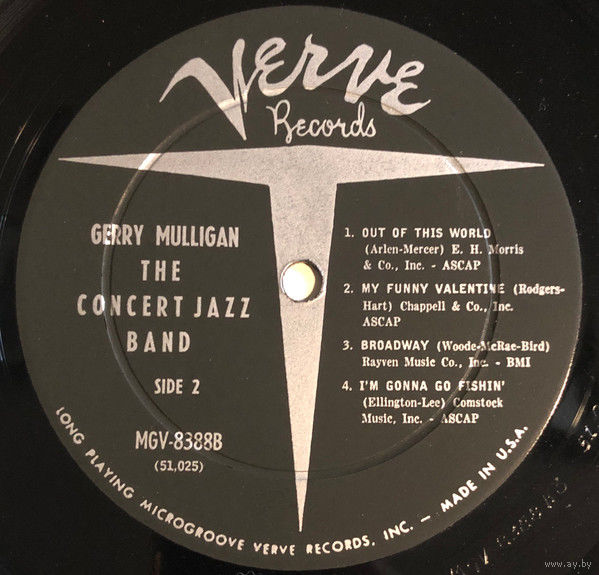 Verve
Records
GERRY MULLIGAN
THE
CONCERT JAZZ
BAND
SIDE 2
MGV-8388B
(51,025)
1. OUT OF THIS WORLD
(Arlen-Mercer) E. H. Morris
& Co., Inc. - ASCAP
2. MY FUNNY VALENTINE (Rodgers-
Hart) Chappell & Co., Inc.
ASCAP
3. BROADWAY (Woode-McRae-Bird)
Rayven Music Co., Inc. - BMI
4. I'M GONNA GO FISHIN'
(Ellington-Lee) Comstock
Music, Inc. - ASCAP
LONG PLAYING MICROGROOVE VERVE RECORDS, INC. — MADE IN U.S.A.
www.ay.by